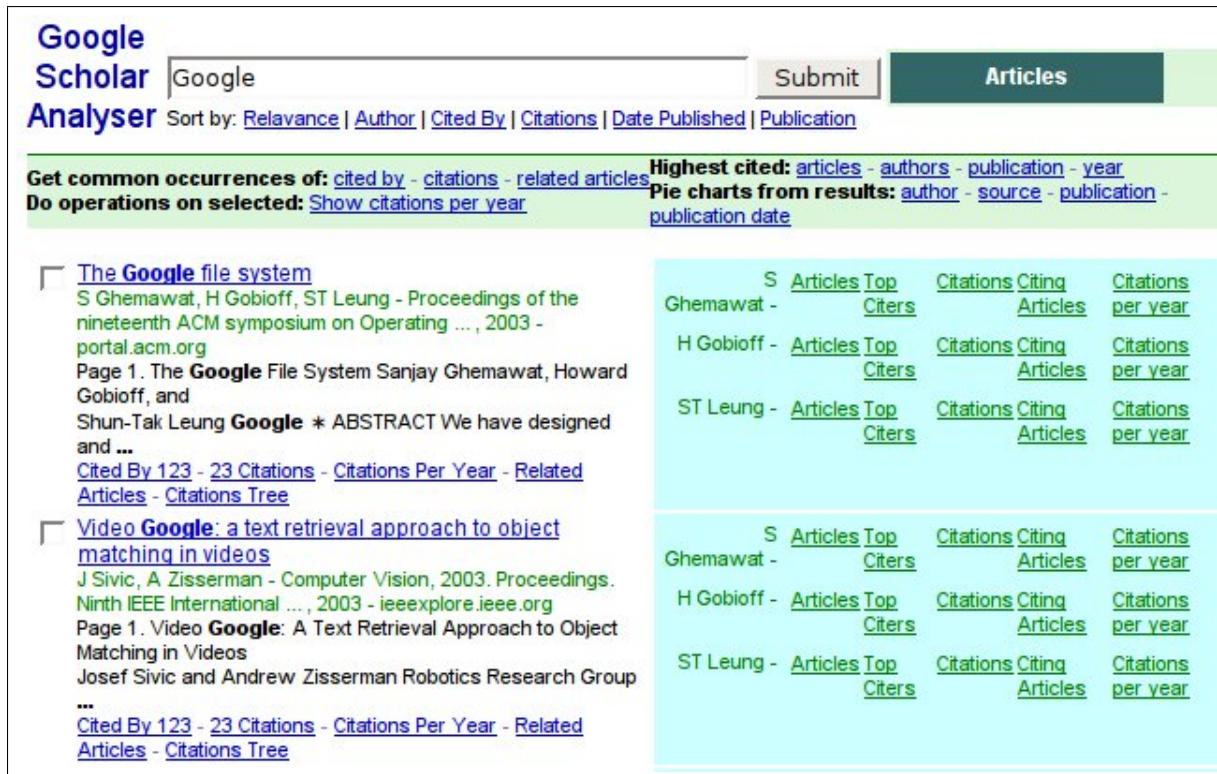 Google
Scholar
Analyser
Google
Submit
Articles
Sort by: Relavance | Author | Cited By | Citations | Date Published | Publication
Get common occurrences of: cited by - citations - related articles
Do operations on selected: Show citations per year
Highest cited: articles - authors - publication - year
Pie charts from results: author - source - publication -
publication date
The Google file system
S Ghemawat, H Gobioff, ST Leung - Proceedings of the
nineteenth ACM symposium on Operating ... , 2003 -
portal.acm.org
Page 1. The Google File System Sanjay Ghemawat, Howard
Gobioff, and
Shun-Tak Leung Google ∗ ABSTRACT We have designed
and ...
Cited By 123 - 23 Citations - Citations Per Year - Related
Articles - Citations Tree
S Articles Top Citations Citing Citations
Ghemawat - Citers Articles per year
H Gobioff - Articles Top Citations Citing Citations
Citers Articles per year
ST Leung - Articles Top Citations Citing Citations
Citers Articles per year
Video Google: a text retrieval approach to object
matching in videos
J Sivic, A Zisserman - Computer Vision, 2003. Proceedings.
Ninth IEEE International ... , 2003 - ieeexplore.ieee.org
Page 1. Video Google: A Text Retrieval Approach to Object
Matching in Videos
Josef Sivic and Andrew Zisserman Robotics Research Group
...
Cited By 123 - 23 Citations - Citations Per Year - Related
Articles - Citations Tree
S Articles Top Citations Citing Citations
Ghemawat - Citers Articles per year
H Gobioff - Articles Top Citations Citing Citations
Citers Articles per year
ST Leung - Articles Top Citations Citing Citations
Citers Articles per year